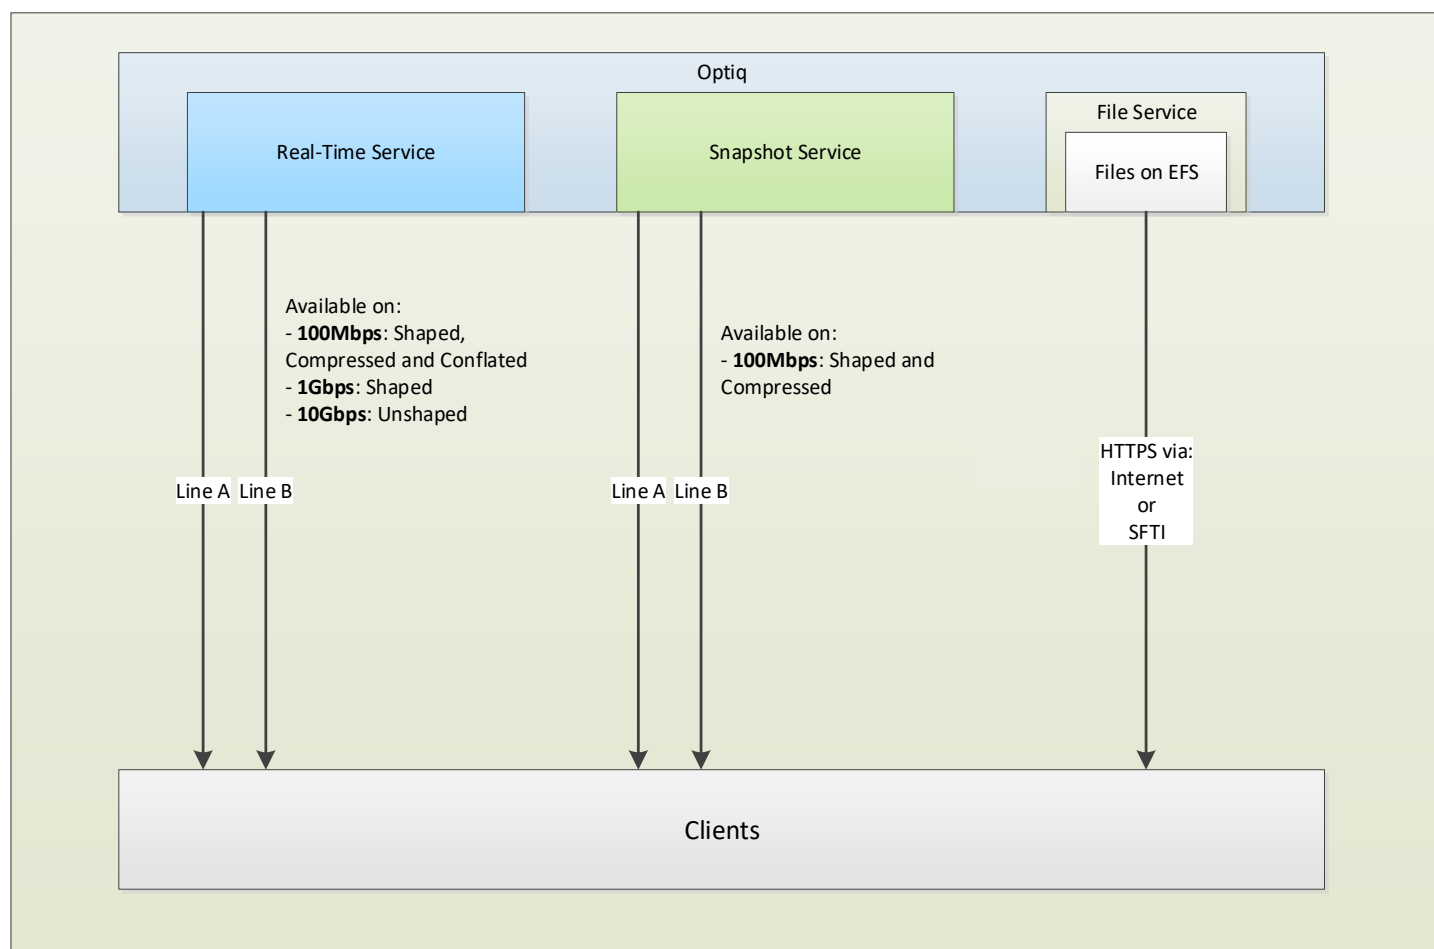 Optiq
Real-Time Service
Snapshot Service
File Service
Files on EFS
Available on:
- 100Mbps: Shaped,
Compressed and Conflated
- 1Gbps: Shaped
- 10Gbps: Unshaped
Available on:
- 100Mbps: Shaped and
Compressed
Line A
Line B
Line A
Line B
HTTPS via:
Internet
or
SFTI
Clients